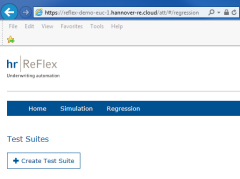 https://reflex-demo-euc-1.hannover-re.cloud/att/#/regression
File Edit View Favorites Tools Help
hr ReFlex
Underwriting automation
Home Simulation Regression
Test Suites
+ Create Test Suite